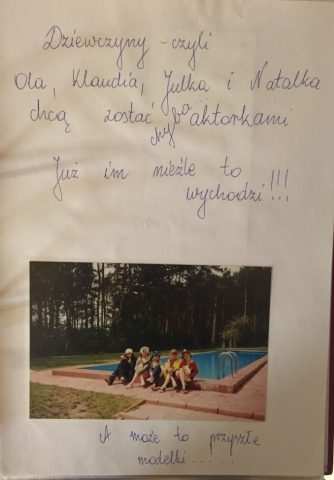 Dziewczyny - czyli
Ola, Klaudia, Julka i Natalka
chcą zostać chyba aktorkami
Już im nieźle to
wychodzi!!!
A może to przyszłe
modelki.....